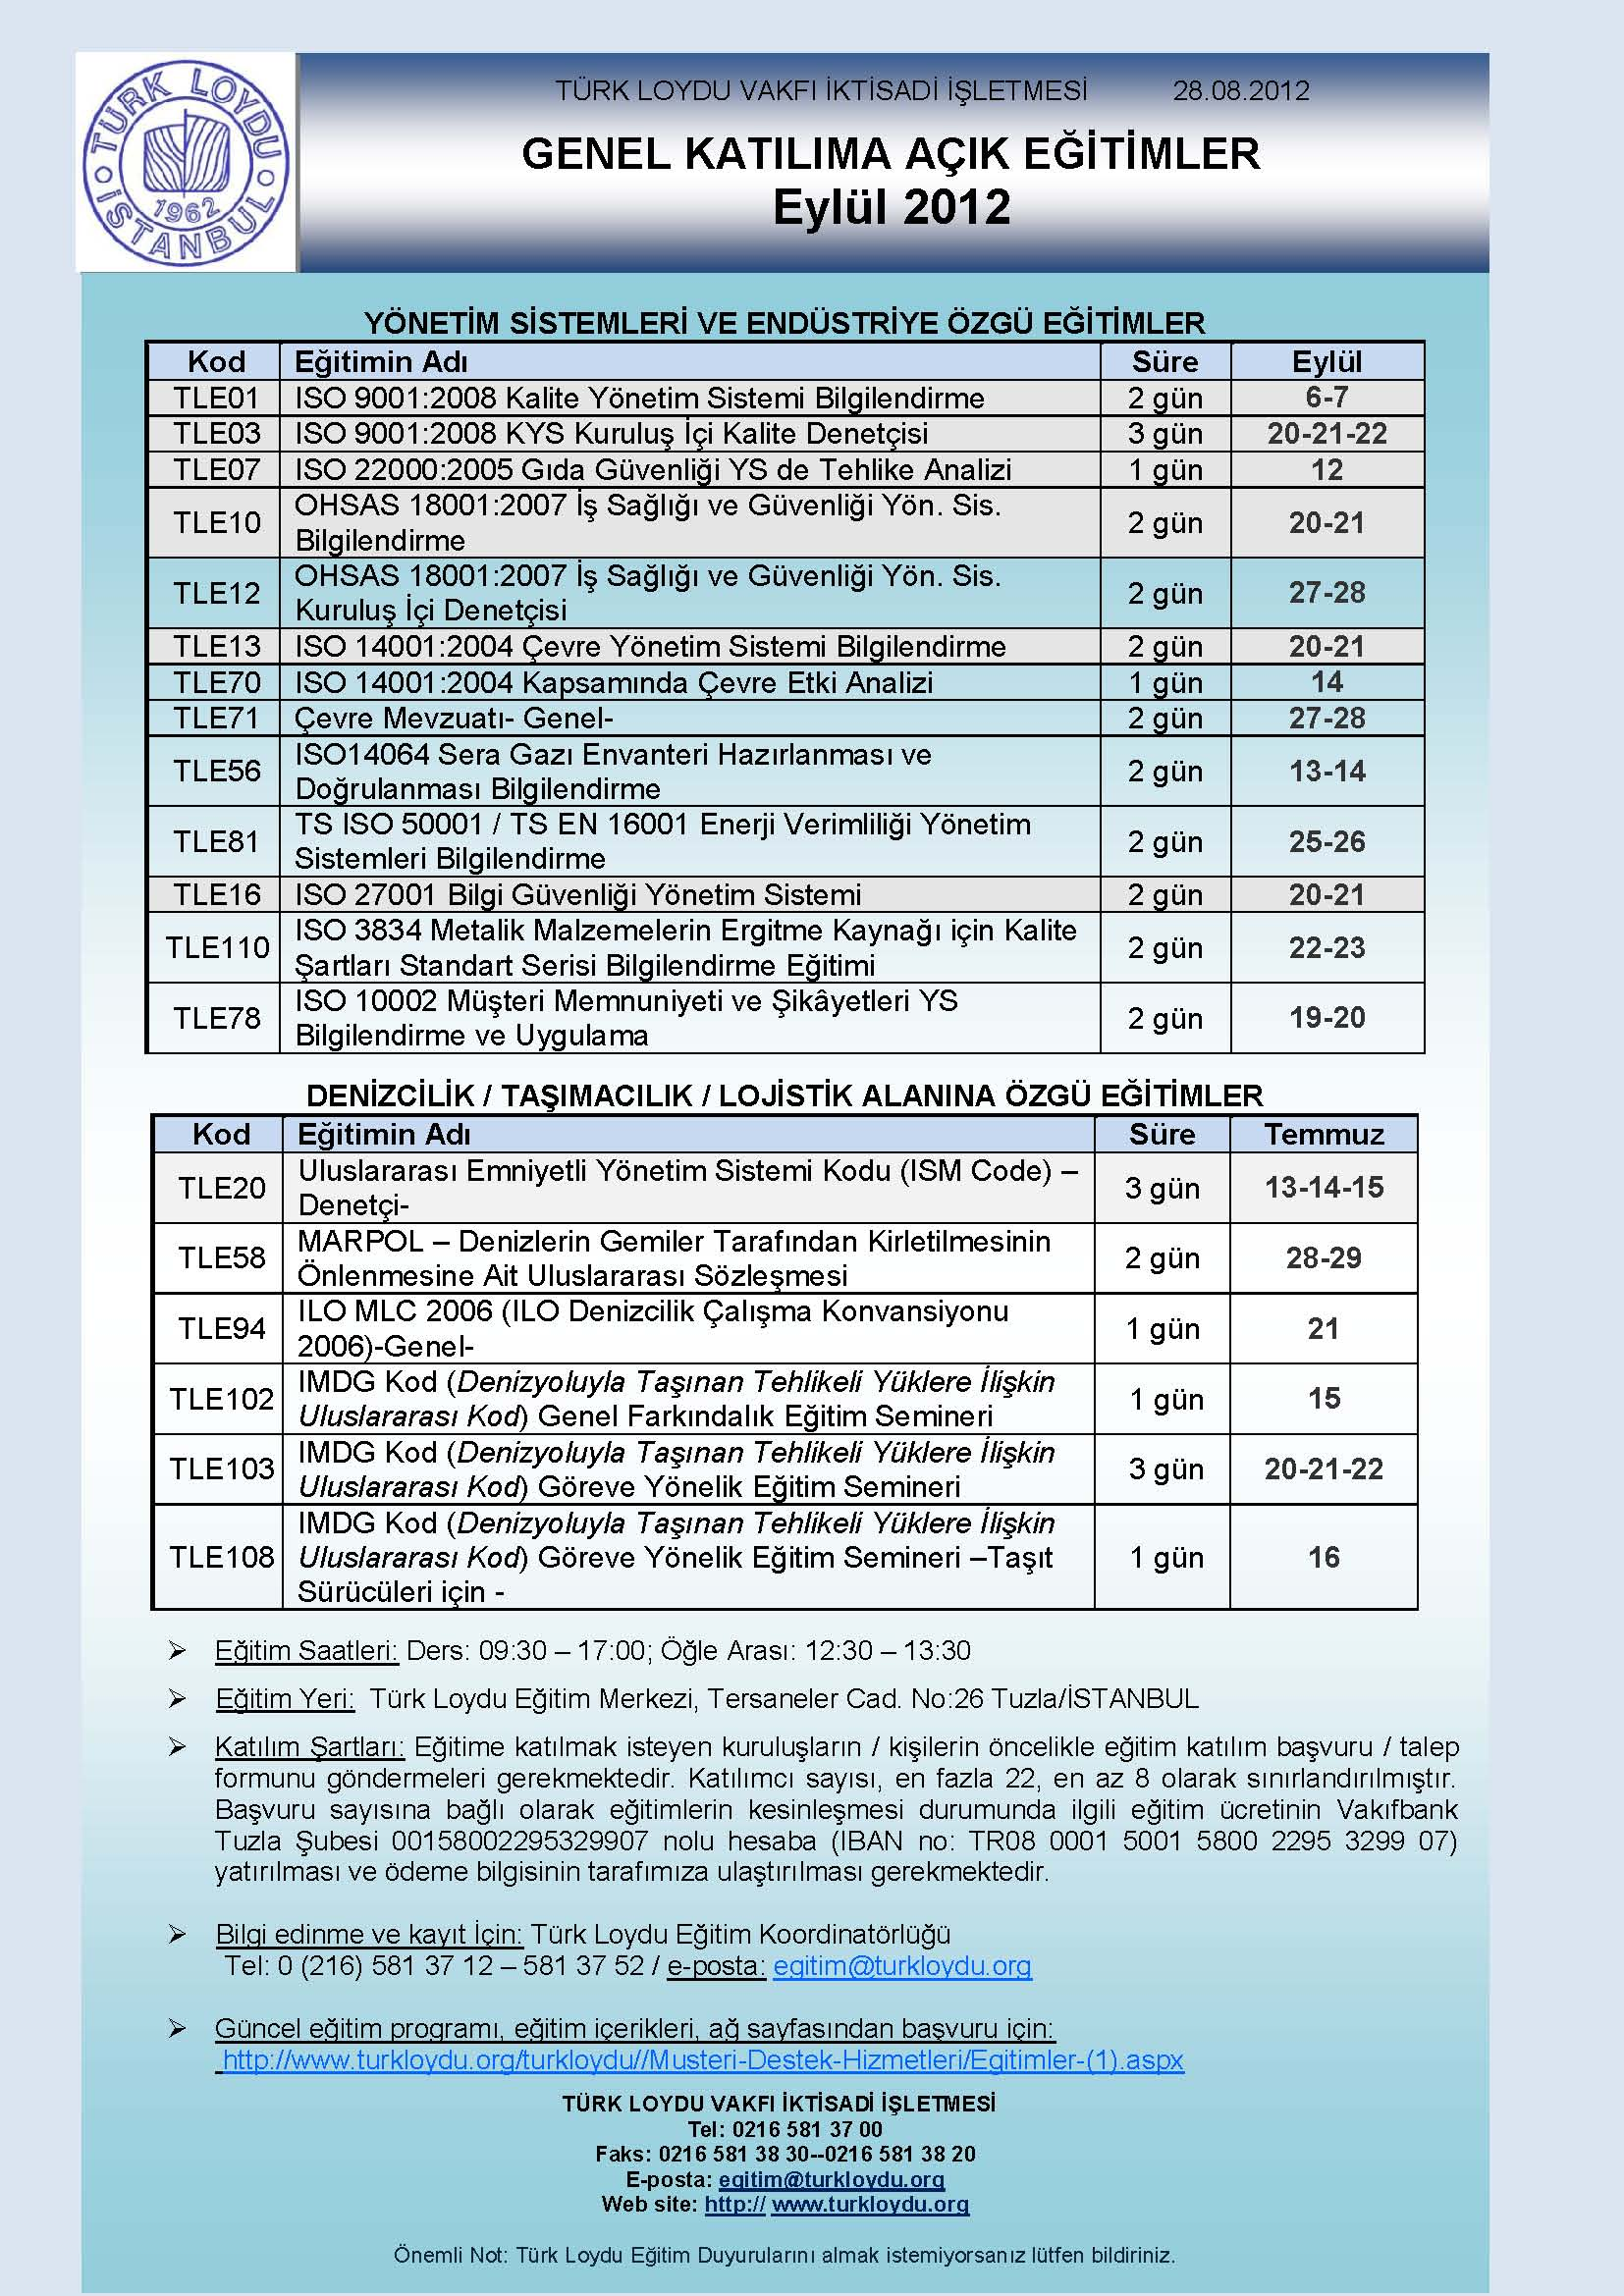 TÜRK LOYDU
1962
İSTANBUL
TÜRK LOYDU VAKFI İKTİSADİ İŞLETMESİ 28.08.2012
GENEL KATILIMA AÇIK EĞİTİMLER
Eylül 2012
YÖNETİM SİSTEMLERİ VE ENDÜSTRİYE ÖZGÜ EĞİTİMLER
Kod Eğitimin Adı Süre Eylül
TLE01 ISO 9001:2008 Kalite Yönetim Sistemi Bilgilendirme 2 gün 6-7
TLE03 ISO 9001:2008 KYS Kuruluş İçi Kalite Denetçisi 3 gün 20-21-22
TLE07 ISO 22000:2005 Gıda Güvenliği YS de Tehlike Analizi 1 gün 12
TLE10 OHSAS 18001:2007 İş Sağlığı ve Güvenliği Yön. Sis.
Bilgilendirme 2 gün 20-21
TLE12 OHSAS 18001:2007 İş Sağlığı ve Güvenliği Yön. Sis.
Kuruluş İçi Denetçisi 2 gün 27-28
TLE13 ISO 14001:2004 Çevre Yönetim Sistemi Bilgilendirme 2 gün 20-21
TLE70 ISO 14001:2004 Kapsamında Çevre Etki Analizi 1 gün 14
TLE71 Çevre Mevzuatı- Genel- 2 gün 27-28
TLE56 ISO14064 Sera Gazı Envanteri Hazırlanması ve
Doğrulanması Bilgilendirme 2 gün 13-14
TLE81 TS ISO 50001 / TS EN 16001 Enerji Verimliliği Yönetim
Sistemleri Bilgilendirme 2 gün 25-26
TLE16 ISO 27001 Bilgi Güvenliği Yönetim Sistemi 2 gün 20-21
TLE110 ISO 3834 Metalik Malzemelerin Ergitme Kaynağı için Kalite
Şartları Standart Serisi Bilgilendirme Eğitimi 2 gün 22-23
TLE78 ISO 10002 Müşteri Memnuniyeti ve Şikâyetleri YS
Bilgilendirme ve Uygulama 2 gün 19-20
DENİZCİLİK / TAŞIMACILIK / LOJİSTİK ALANINA ÖZGÜ EĞİTİMLER
Kod Eğitimin Adı Süre Temmuz
TLE20 Uluslararası Emniyetli Yönetim Sistemi Kodu (ISM Code) –
Denetçi- 3 gün 13-14-15
TLE58 MARPOL – Denizlerin Gemiler Tarafından Kirletilmesinin
Önlenmesine Ait Uluslararası Sözleşmesi 2 gün 28-29
TLE94 ILO MLC 2006 (ILO Denizcilik Çalışma Konvansiyonu
2006)-Genel- 1 gün 21
TLE102 IMDG Kod (Denizyoluyla Taşınan Tehlikeli Yüklere İlişkin
Uluslararası Kod) Genel Farkındalık Eğitim Semineri 1 gün 15
TLE103 IMDG Kod (Denizyoluyla Taşınan Tehlikeli Yüklere İlişkin
Uluslararası Kod) Göreve Yönelik Eğitim Semineri 3 gün 20-21-22
TLE108 IMDG Kod (Denizyoluyla Taşınan Tehlikeli Yüklere İlişkin
Uluslararası Kod) Göreve Yönelik Eğitim Semineri –Taşıt
Sürücüleri için - 1 gün 16
➢ Eğitim Saatleri: Ders: 09:30 – 17:00; Öğle Arası: 12:30 – 13:30
➢ Eğitim Yeri: Türk Loydu Eğitim Merkezi, Tersaneler Cad. No:26 Tuzla/İSTANBUL
➢ Katılım Şartları: Eğitime katılmak isteyen kuruluşların / kişilerin öncelikle eğitim katılım başvuru / talep
formunu göndermeleri gerekmektedir. Katılımcı sayısı, en fazla 22, en az 8 olarak sınırlandırılmıştır.
Başvuru sayısına bağlı olarak eğitimlerin kesinleşmesi durumunda ilgili eğitim ücretinin Vakıfbank
Tuzla Şubesi 00158002295329907 nolu hesaba (IBAN no: TR08 0001 5001 5800 2295 3299 07)
yatırılması ve ödeme bilgisinin tarafımıza ulaştırılması gerekmektedir.
➢ Bilgi edinme ve kayıt İçin: Türk Loydu Eğitim Koordinatörlüğü
Tel: 0 (216) 581 37 12 – 581 37 52 / e-posta: egitim@turkloydu.org
➢ Güncel eğitim programı, eğitim içerikleri, ağ sayfasından başvuru için:
http://www.turkloydu.org/turkloydu//Musteri-Destek-Hizmetleri/Egitimler-(1).aspx
TÜRK LOYDU VAKFI İKTİSADİ İŞLETMESİ
Tel: 0216 581 37 00
Faks: 0216 581 38 30--0216 581 38 20
E-posta: egitim@turkloydu.org
Web site: http:// www.turkloydu.org
Önemli Not: Türk Loydu Eğitim Duyurularını almak istemiyorsanız lütfen bildiriniz.